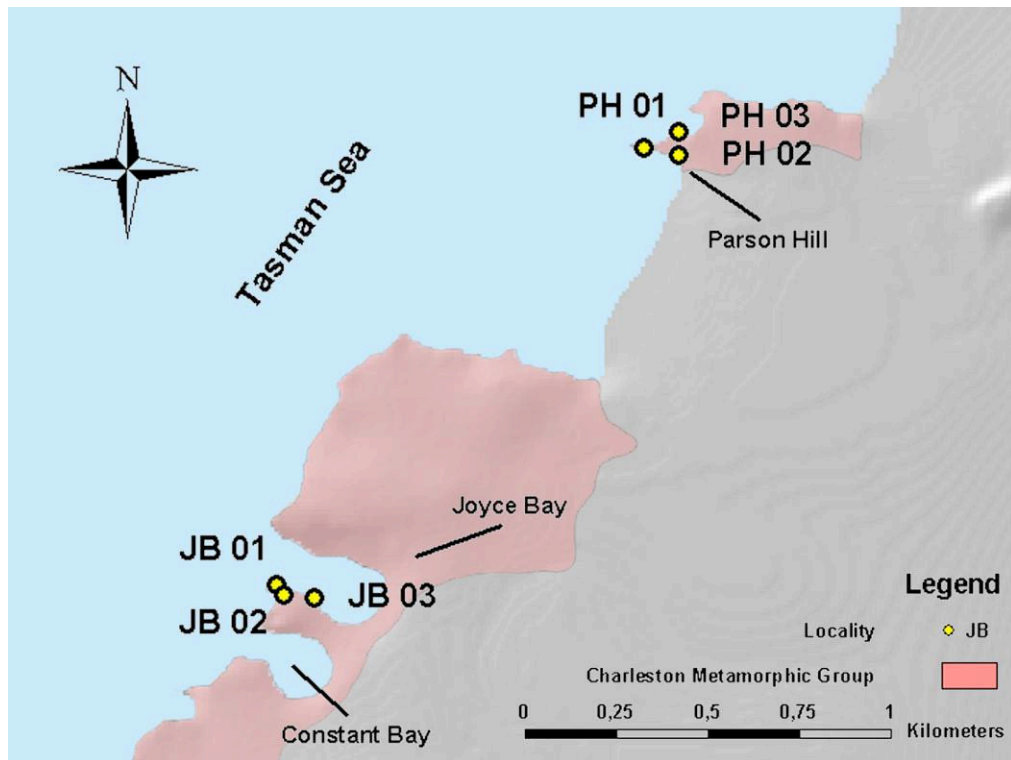 N
PH 01
PH 03
PH 02
Tasman Sea
Parson Hill
Joyce Bay
JB 01
JB 03
JB 02
Constant Bay
Legend
Locality JB
Charleston Metamorphic Group
0 0,25 0,5 0,75 1
Kilometers